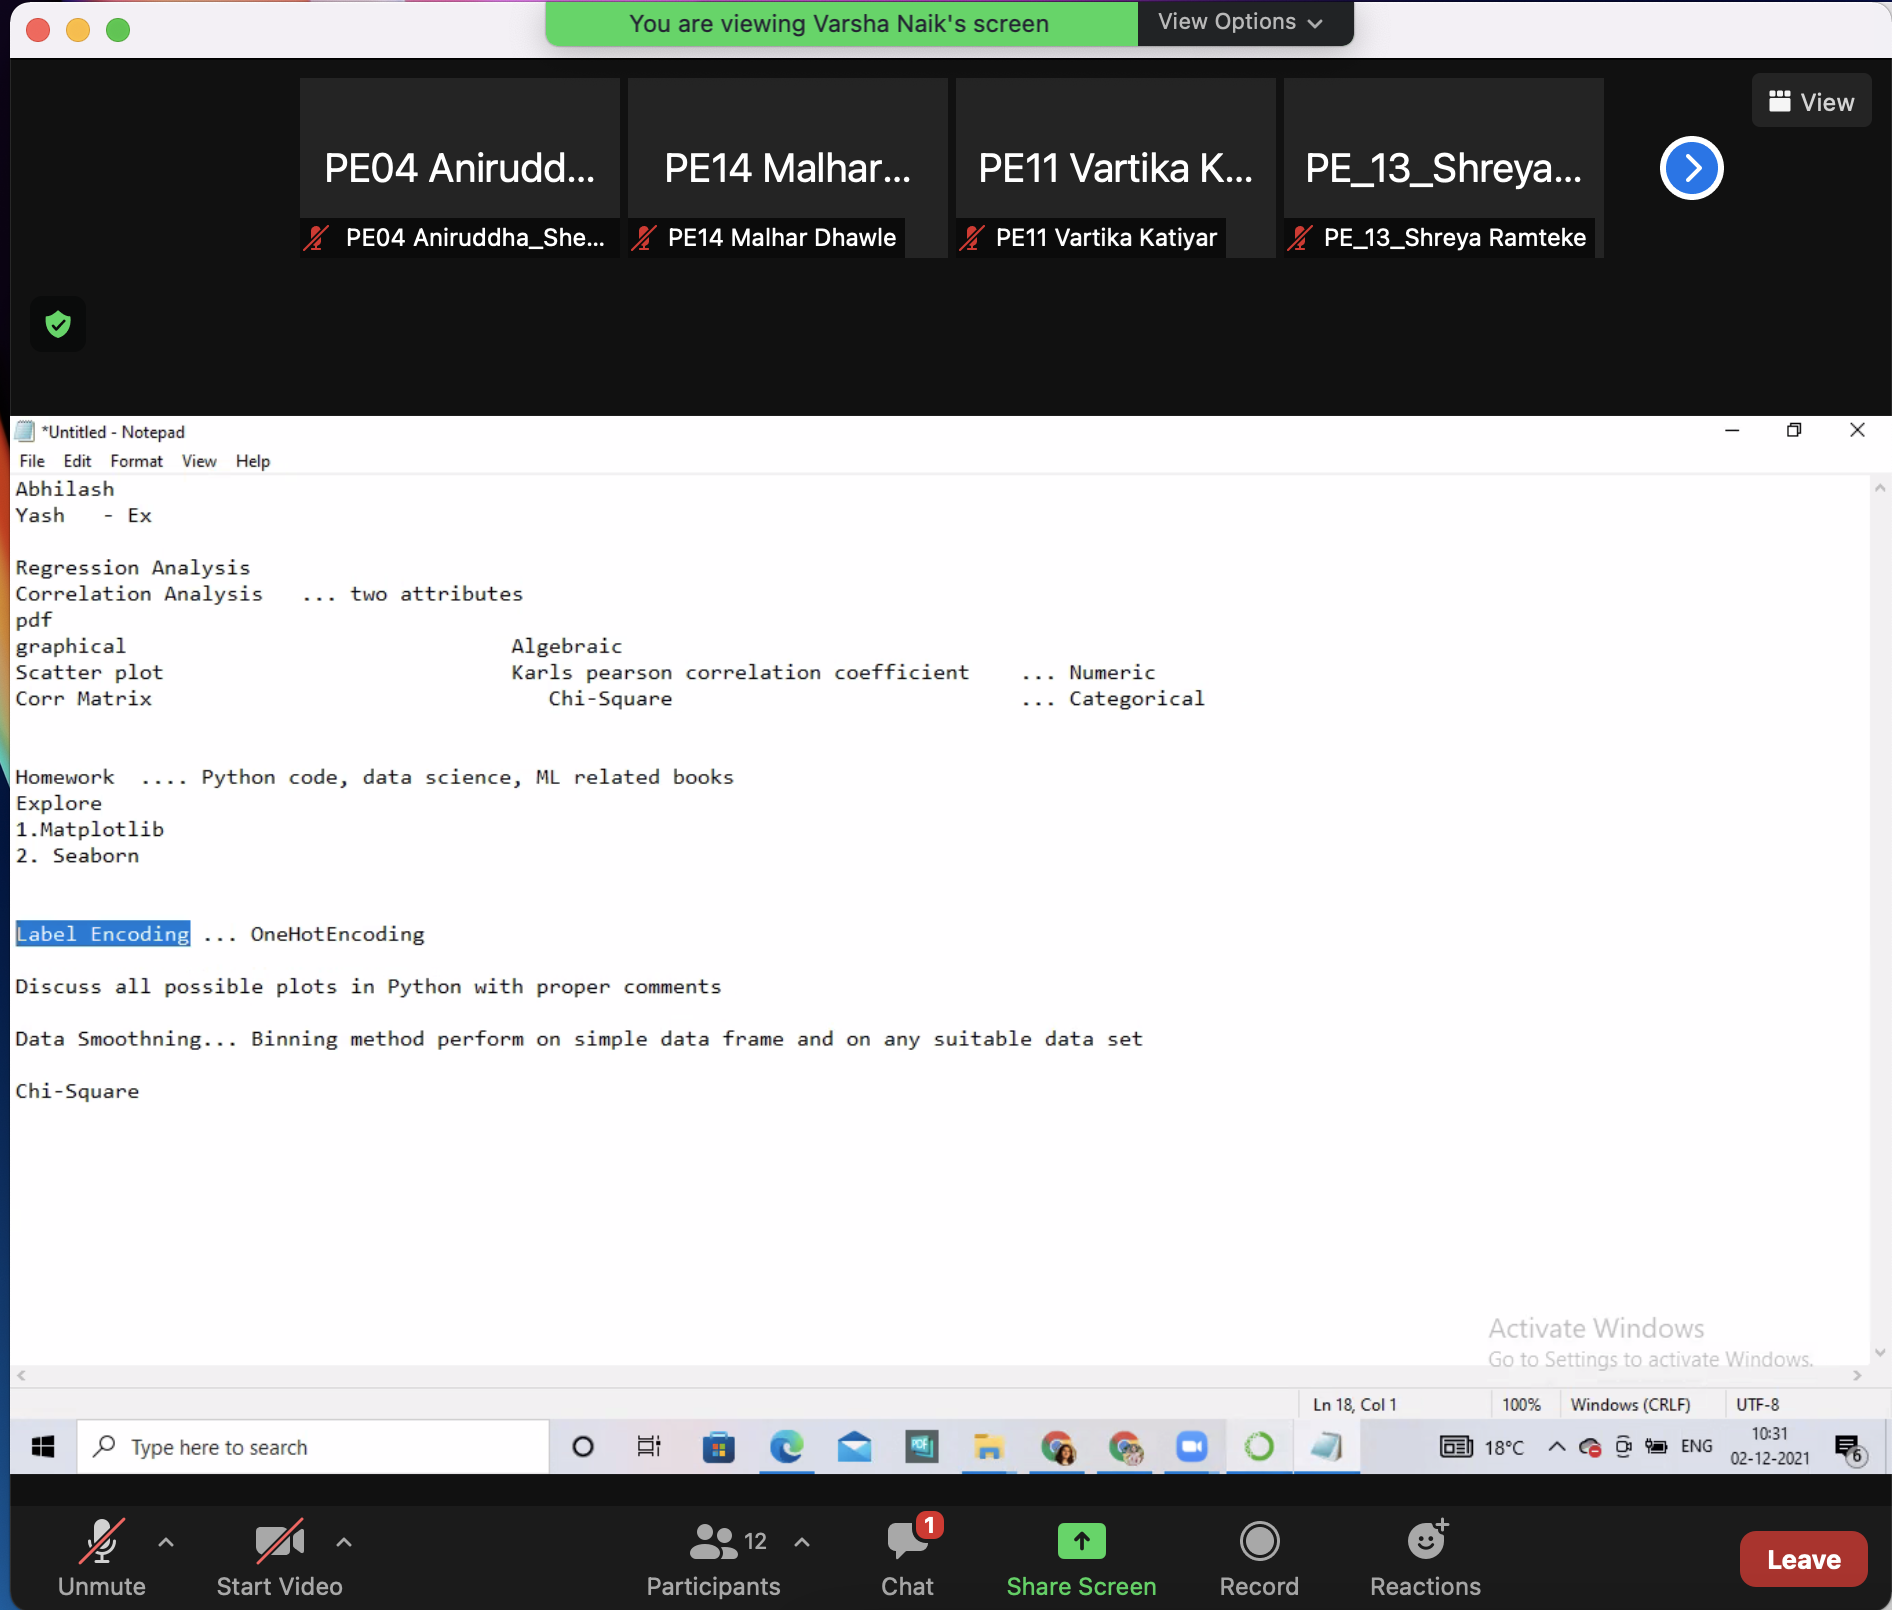 You are viewing Varsha Naik's screen
View Options
View
PE04 Anirudd...
PE14 Malhar...
PE11 Vartika K...
PE_13_Shreya...
PE04 Aniruddha_She...
PE14 Malhar Dhawle
PE11 Vartika Katiyar
PE_13_Shreya Ramteke
*Untitled - Notepad
File Edit Format View Help
Abhilash
Yash - Ex
Regression Analysis
Correlation Analysis ... two attributes
pdf
graphical Algebraic
Scatter plot Karls pearson correlation coefficient ... Numeric
Corr Matrix Chi-Square ... Categorical
Homework .... Python code, data science, ML related books
Explore
1.Matplotlib
2. Seaborn
Label Encoding ... OneHotEncoding
Discuss all possible plots in Python with proper comments
Data Smoothning... Binning method perform on simple data frame and on any suitable data set
Chi-Square
Activate Windows
Go to Settings to activate Windows.
Ln 18, Col 1 100% Windows (CRLF) UTF-8
Type here to search
PDF
18°C
ENG
10:31
02-12-2021
6
Unmute
Start Video
12
Participants
1
Chat
Share Screen
Record
Reactions
Leave